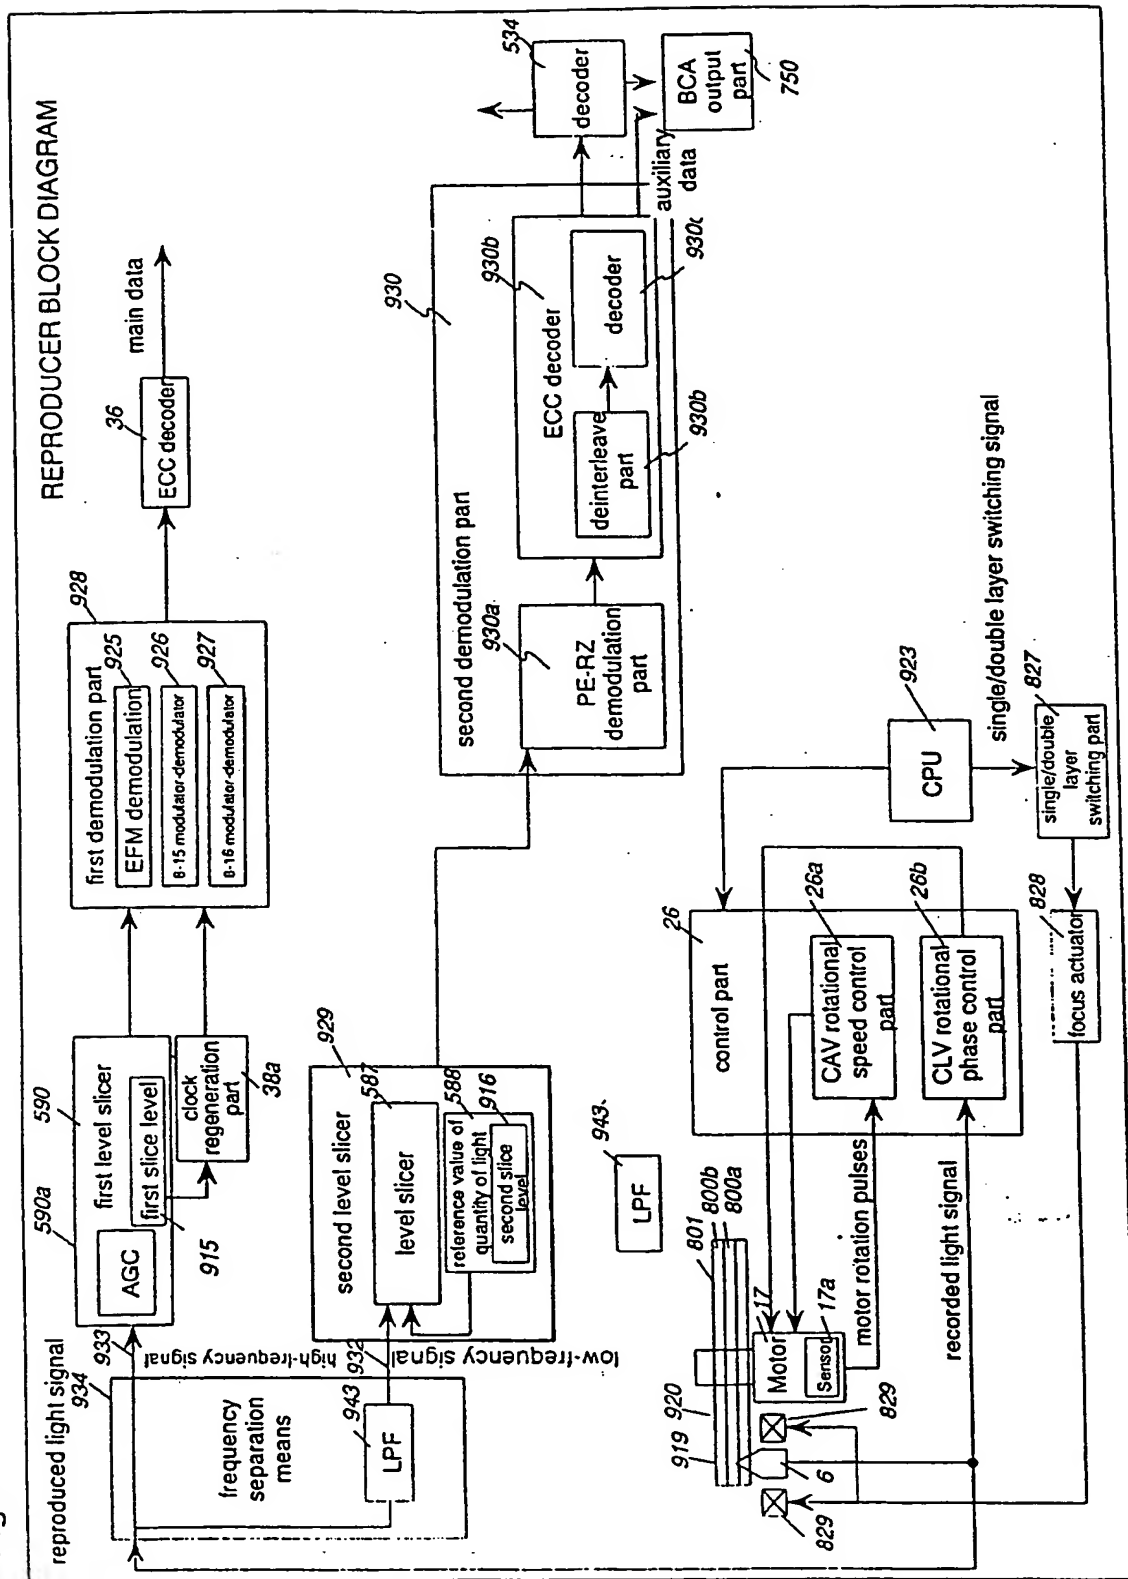 REPRODUCER BLOCK DIAGRAM
reproduced light signal
934
933
590a
590
first level slicer
AGC
first slice level
915
clock
regeneration
part
38a
928
first demodulation part
925
EFM demodulation
926
8-15 modulator-demodulator
927
8-16 modulator-demodulator
36
ECC decoder
main data
frequency
separation
means
943
LPF
high-frequency signal
932
low-frequency signal
929
second level slicer
587
level slicer
588
reference value of
quantity of light
916
second slice
level
second demodulation part
930
930a
PE-RZ
demodulation
part
930b
ECC decoder
deinterleave
part
930b
decoder
930c
auxiliary
data
534
decoder
BCA
output
part
750
943
LPF
919
920
801
800b
800a
829
6
829
Motor
17
Sensor
17a
motor rotation pulses
recorded light signal
26
control part
26a
CAV rotational
speed control
part
26b
CLV rotational
phase control
part
923
CPU
single/double layer switching signal
827
single/double
layer
switching part
828
focus actuator